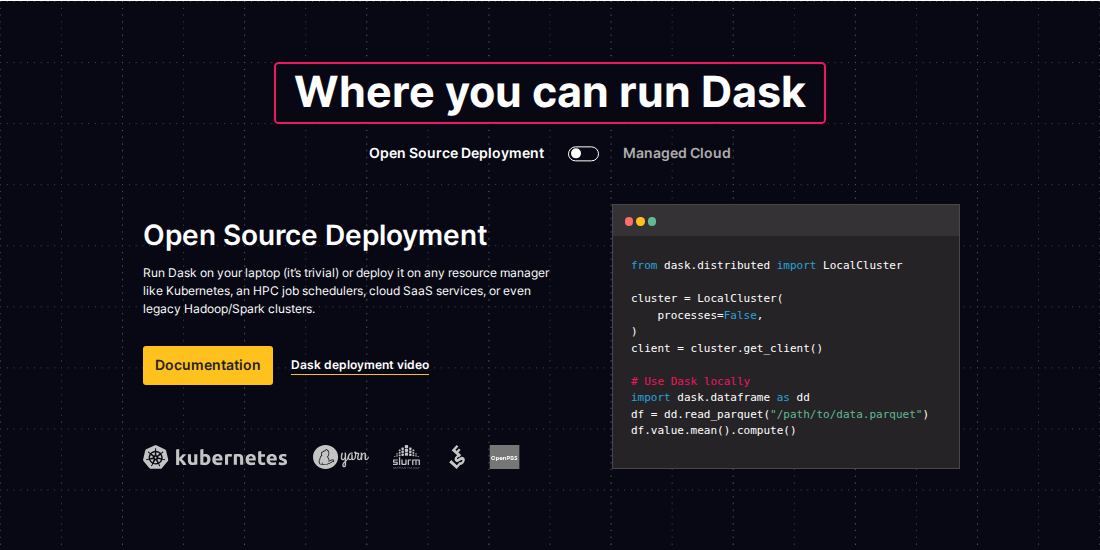 Where you can run Dask
Open Source Deployment
Managed Cloud
Open Source Deployment
Run Dask on your laptop (it's trivial) or deploy it on any resource manager
like Kubernetes, an HPC job schedulers, cloud SaaS services, or even
legacy Hadoop/Spark clusters.
Documentation
Dask deployment video
kubernetes
yarn
slurm
OpenPBS
from dask.distributed import LocalCluster
cluster = LocalCluster(
    processes=False,
)
client = cluster.get_client()
# Use Dask locally
import dask.dataframe as dd
df = dd.read_parquet("/path/to/data.parquet")
df.value.mean().compute()